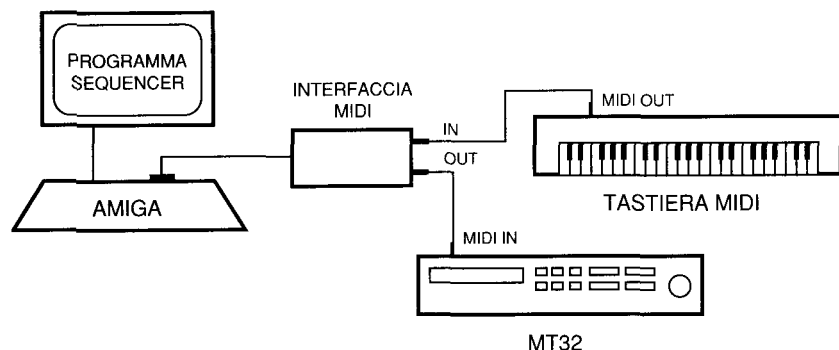 PROGRAMMA
SEQUENCER
INTERFACCIA
MIDI
IN
OUT
MIDI OUT
AMIGA
TASTIERA MIDI
MIDI IN
MT32